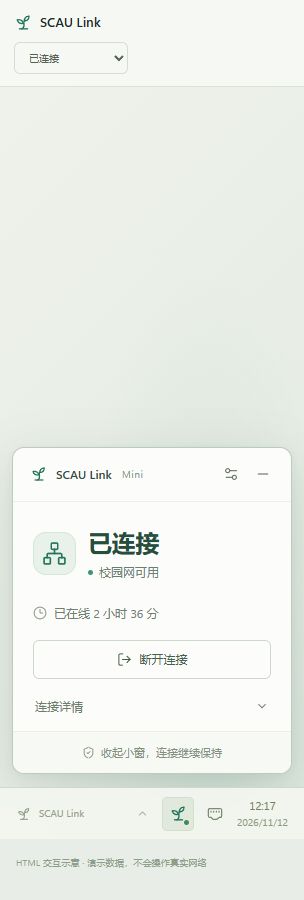 SCAU Link
已连接
SCAU Link Mini
已连接
校园网可用
已在线 2 小时 36 分
断开连接
连接详情
收起小窗，连接继续保持
SCAU Link
12:17
2026/11/12
HTML 交互示意 · 演示数据，不会操作真实网络